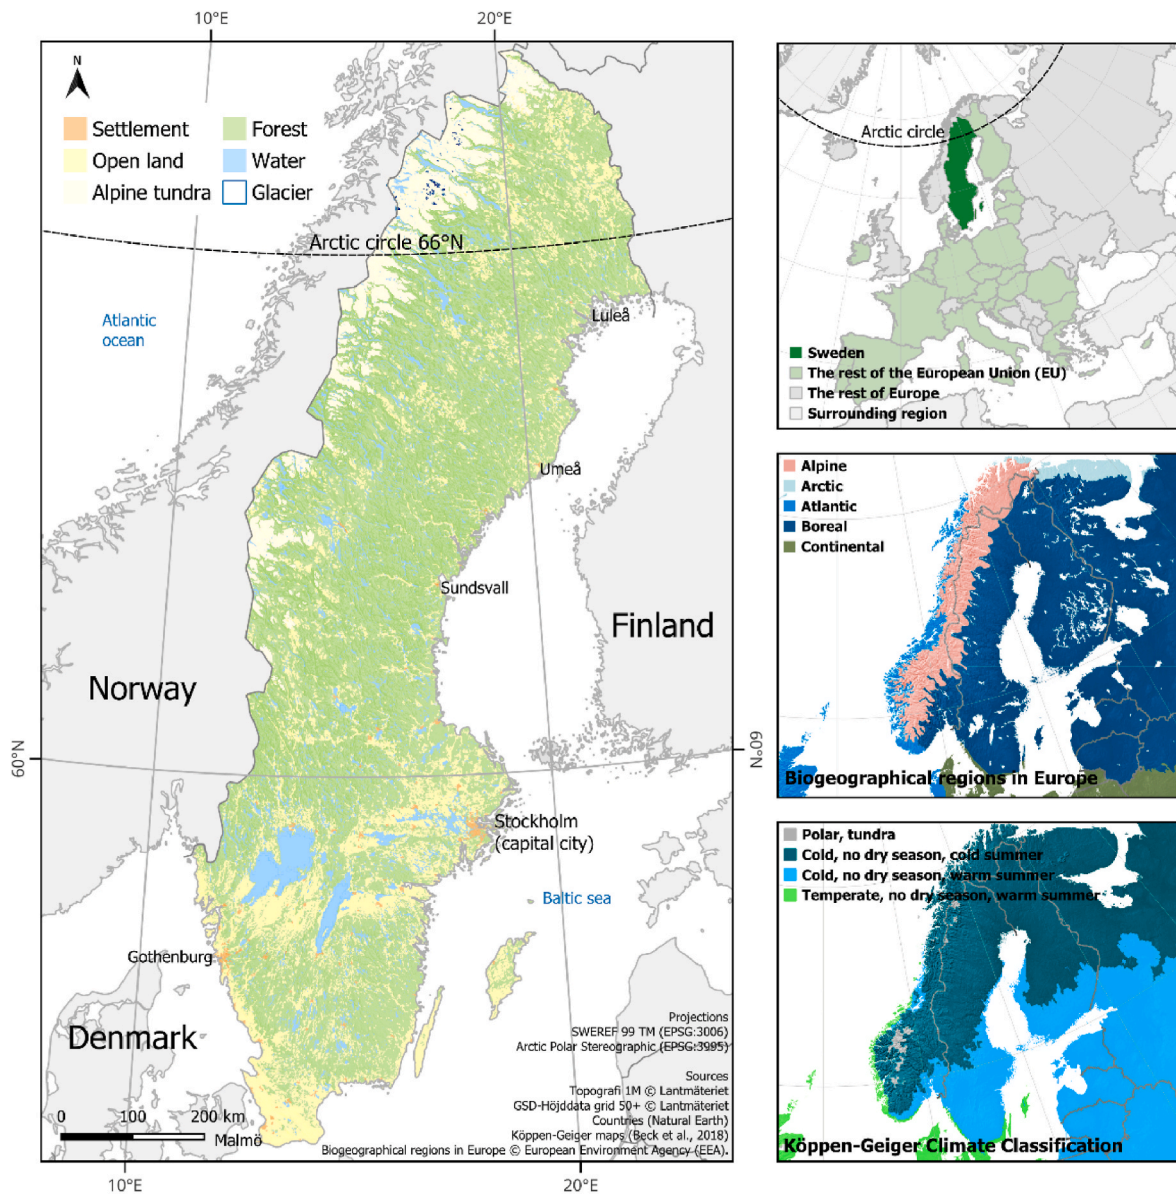 10°E
20°E
N
Settlement
Forest
Open land
Water
Alpine tundra
Glacier
Arctic circle 66°N
Atlantic
ocean
Luleå
Umeå
Sundsvall
Finland
Norway
60°N
60°N
Stockholm
(capital city)
Baltic sea
Gothenburg
Denmark
Projections
SWEREF 99 TM (EPSG:3006)
Arctic Polar Stereographic (EPSG:3995)
Sources
Topografi 1M © Lantmäteriet
GSD-Höjddata grid 50+ © Lantmäteriet
Countries (Natural Earth)
Köppen-Geiger maps (Beck et al., 2018)
Biogeographical regions in Europe © European Environment Agency (EEA).
0 100 200 km
Malmö
10°E
20°E
Arctic circle
Sweden
The rest of the European Union (EU)
The rest of Europe
Surrounding region
Alpine
Arctic
Atlantic
Boreal
Continental
Biogeographical regions in Europe
Polar, tundra
Cold, no dry season, cold summer
Cold, no dry season, warm summer
Temperate, no dry season, warm summer
Köppen-Geiger Climate Classification